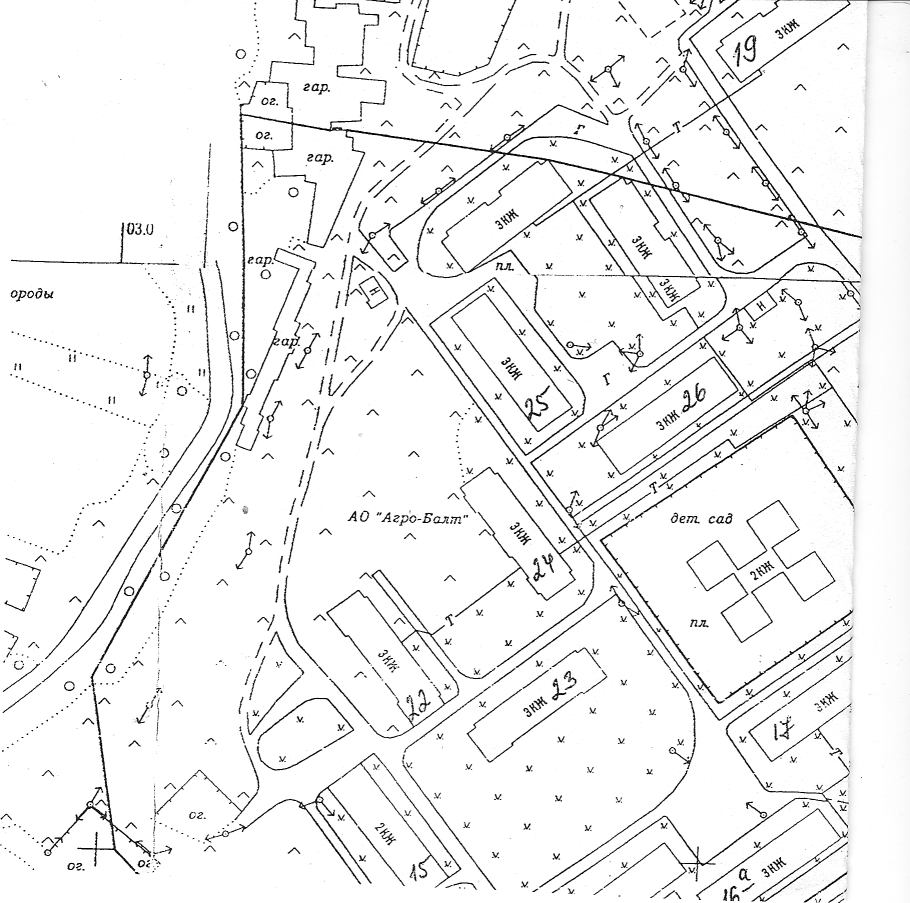 3КЖ
19
гар.
ог.
ог.
гар.
Г
Т
3КЖ
3КЖ
03.0
гар.
пл.
Н
3КЖ
Н
ороды
гар.
3КЖ
25
Г
3КЖ 26
Т
АО "Агро-Балт"
3КЖ
24
дет. сад
2КЖ
пл.
Т
3КЖ
22
3КЖ 23
3КЖ
17
Т
ог.
2КЖ
15
ог.
ог.
3КЖ
16а